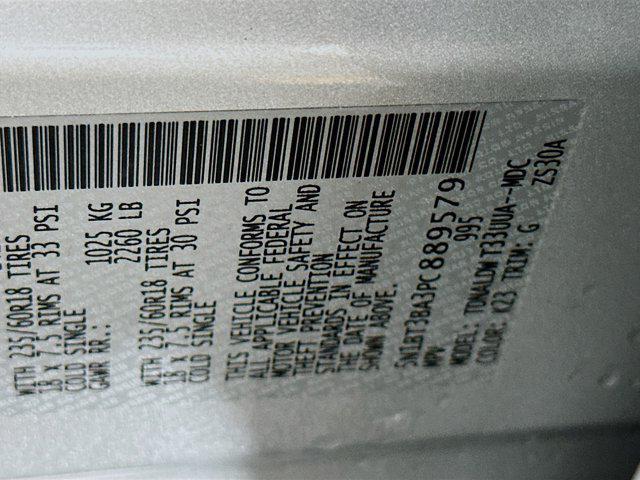 WITH 235/60R18 TIRES
18 X 7.5 RIMS AT 33 PSI
COLD SINGLE
GAWR RR.: 1025 KG
2260 LB
WITH 235/60R18 TIRES
18 X 7.5 RIMS AT 30 PSI
COLD SINGLE
THIS VEHICLE CONFORMS TO
ALL APPLICABLE FEDERAL
MOTOR VEHICLE SAFETY AND
THEFT PREVENTION
STANDARDS IN EFFECT ON
THE DATE OF MANUFACTURE
SHOWN ABOVE.
5N1BT3BA3PC889579
MPV 995
MODEL: TUNALDW T33UUA--MDC
COLOR: K23 TRIM: G ZS30A